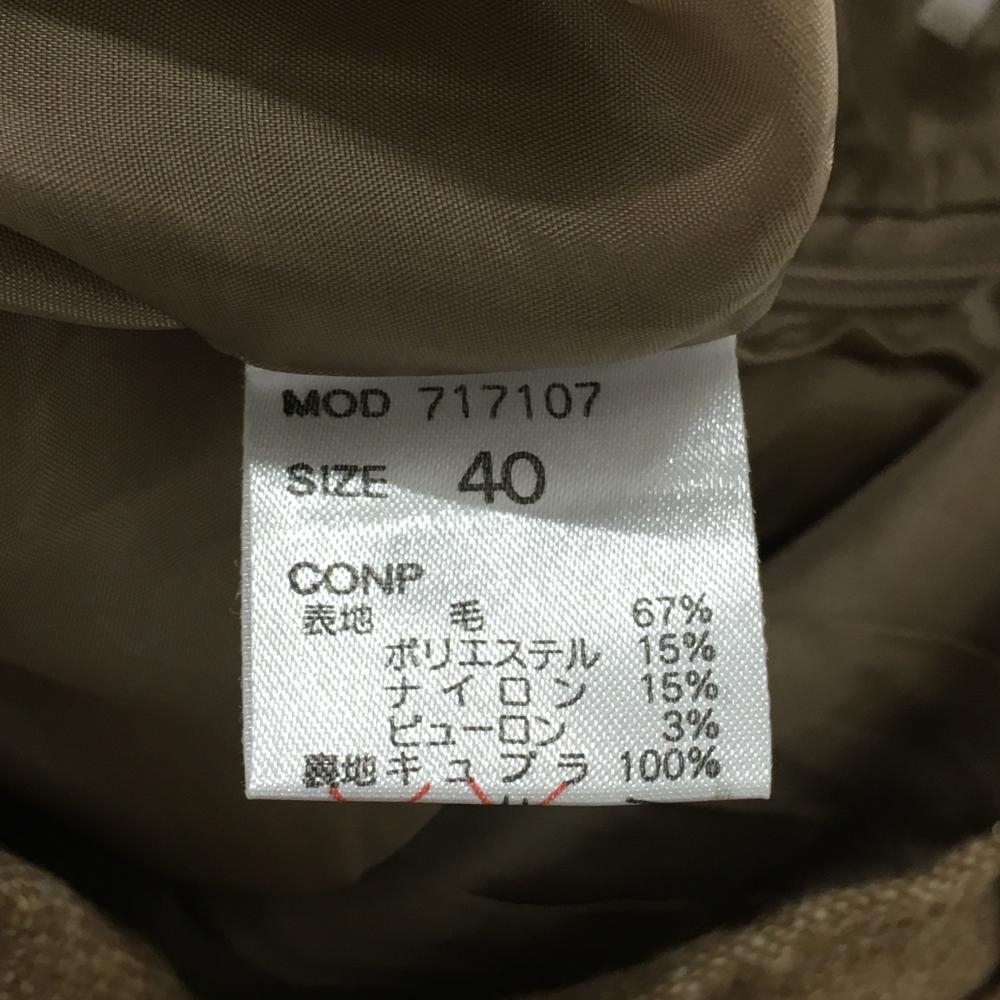 MOD 717107
SIZE 40
CONP
表地 毛 67%
ポリエステル 15%
ナイロン 15%
ピューロン 3%
裏地 キュプラ 100%